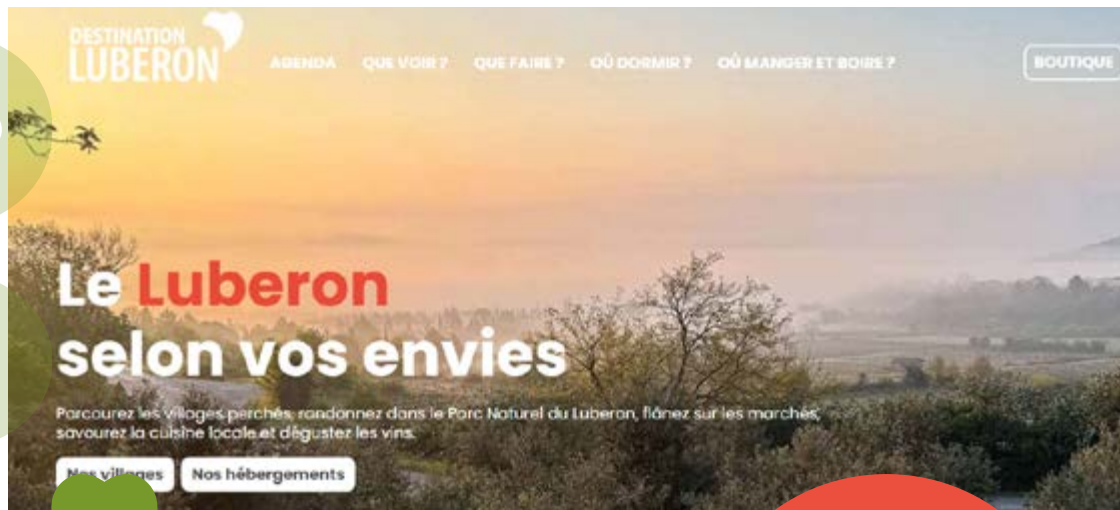 DESTINATION
LUBERON
AGENDA QUE VOIR ? QUE FAIRE ? OÙ DORMIR ? OÙ MANGER ET BOIRE ? BOUTIQUE
Le Luberon
selon vos envies
Parcourez les villages perchés, randonnez dans le Parc Naturel du Luberon, flânez sur les marchés,
savourez la cuisine locale et dégustez les vins.
Nos villages Nos hébergements